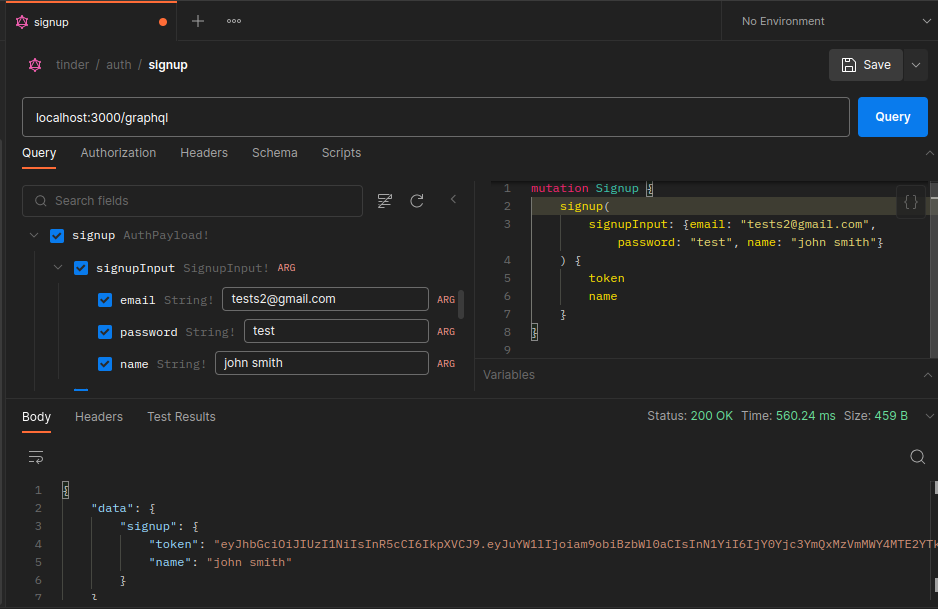 signup
No Environment
tinder / auth / signup
Save
localhost:3000/graphql
Query
Query Authorization Headers Schema Scripts
Search fields
signup AuthPayload!
signupInput SignupInput! ARG
email String! tests2@gmail.com ARG
password String! test ARG
name String! john smith ARG
1 mutation Signup {
2 signup(
3 signupInput: {email: "tests2@gmail.com",
password: "test", name: "john smith"}
4 ) {
5 token
6 name
7 }
8 }
9
{}
Variables
Body Headers Test Results
Status: 200 OK Time: 560.24 ms Size: 459 B
1 {
2 "data": {
3 "signup": {
4 "token": "eyJhbGciOiJIUzI1NiIsInR5cCI6IkpXVCJ9.eyJuYW1lIjoiam9obiBzbWl0aCIsInN1YiI6IjY0Yjc3YmQxMzVmMWY4MTE2YTk
5 "name": "john smith"
6 }
7 }